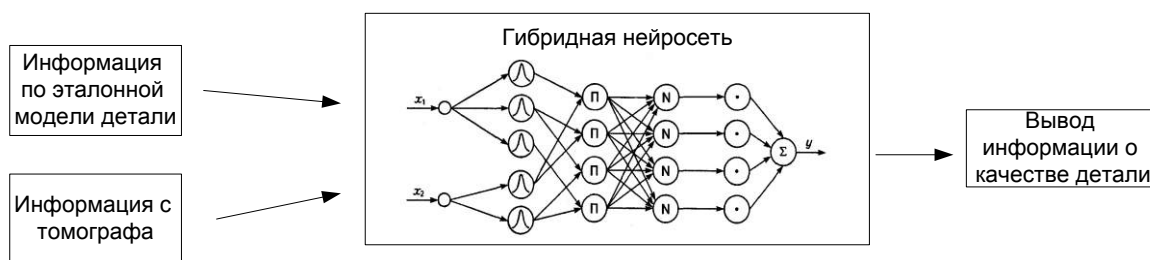 Информация
по эталонной
модели детали
Информация с
томографа
Гибридная нейросеть
x₁
x₂
П
П
П
П
N
N
N
N
Σ
y
Вывод
информации о
качестве детали